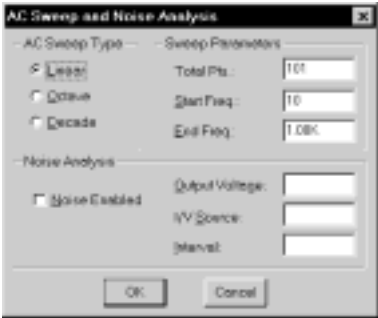 AC Sweep and Noise Analysis
AC Sweep Type
Linear
Octave
Decade
Sweep Parameters
Total Pts.: 101
Start Freq.: 10
End Freq.: 1.00K
Noise Analysis
Noise Enabled
Output Voltage:
I/V Source:
Interval:
OK
Cancel